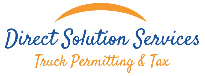 Direct Solution Services
Truck Permitting & Tax